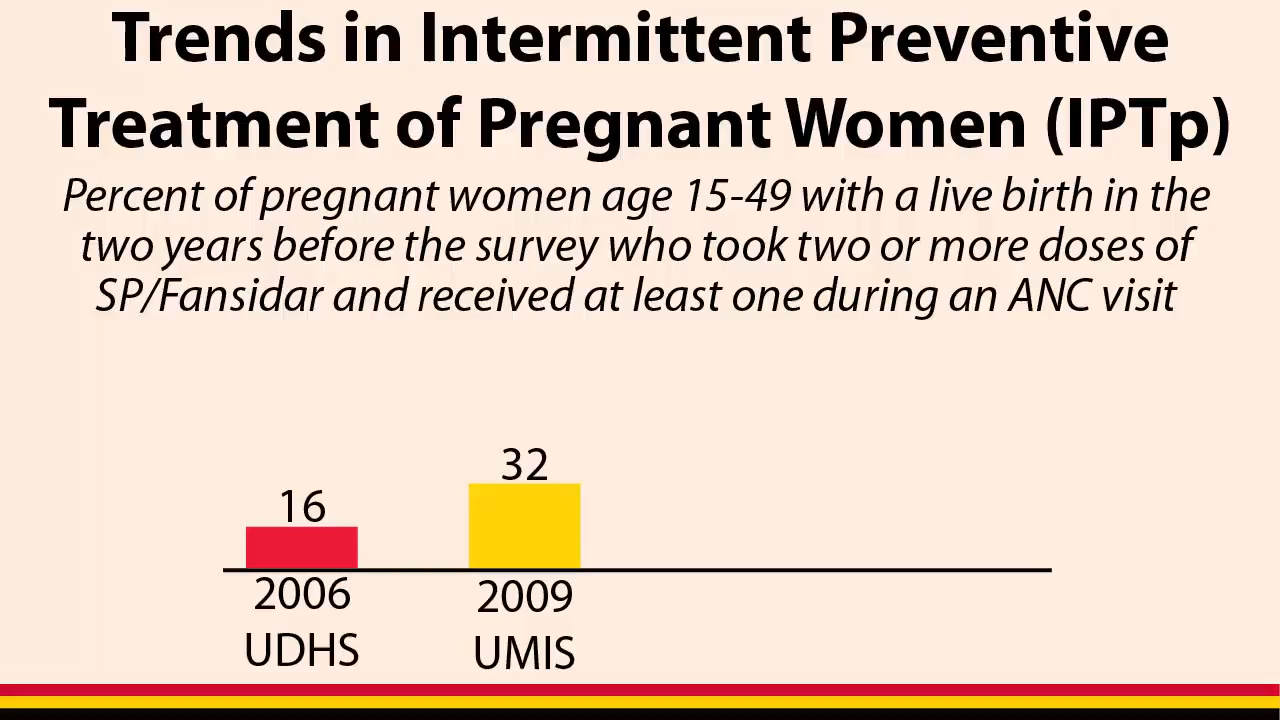 Trends in Intermittent Preventive
Treatment of Pregnant Women (IPTp)
Percent of pregnant women age 15-49 with a live birth in the
two years before the survey who took two or more doses of
SP/Fansidar and received at least one during an ANC visit
32
16
2006
2009
UDHS
UMIS